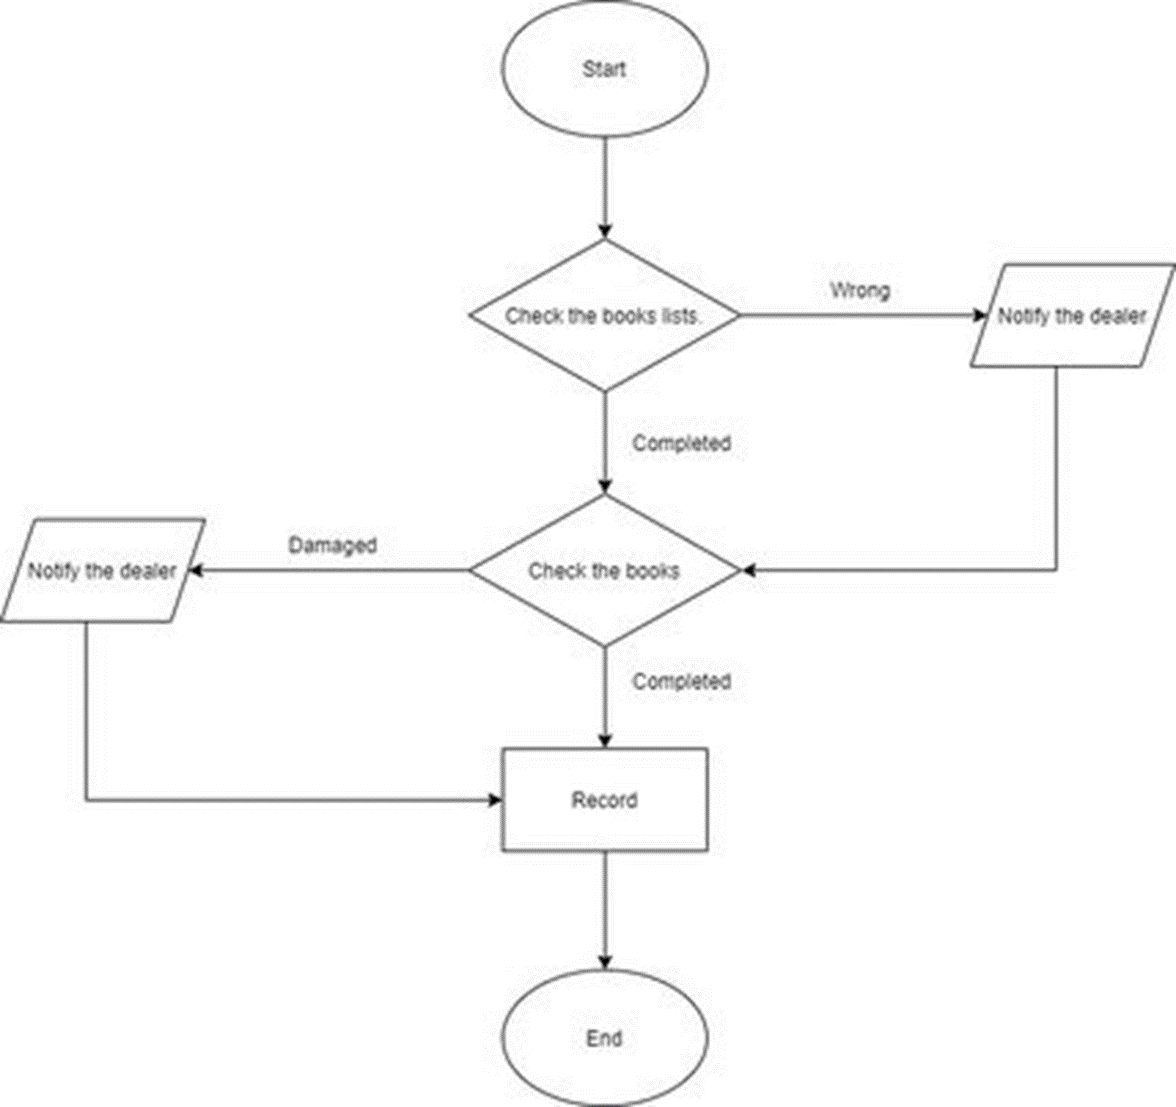 Start
Check the books lists.
Wrong
Notify the dealer
Completed
Damaged
Notify the dealer
Check the books
Completed
Record
End